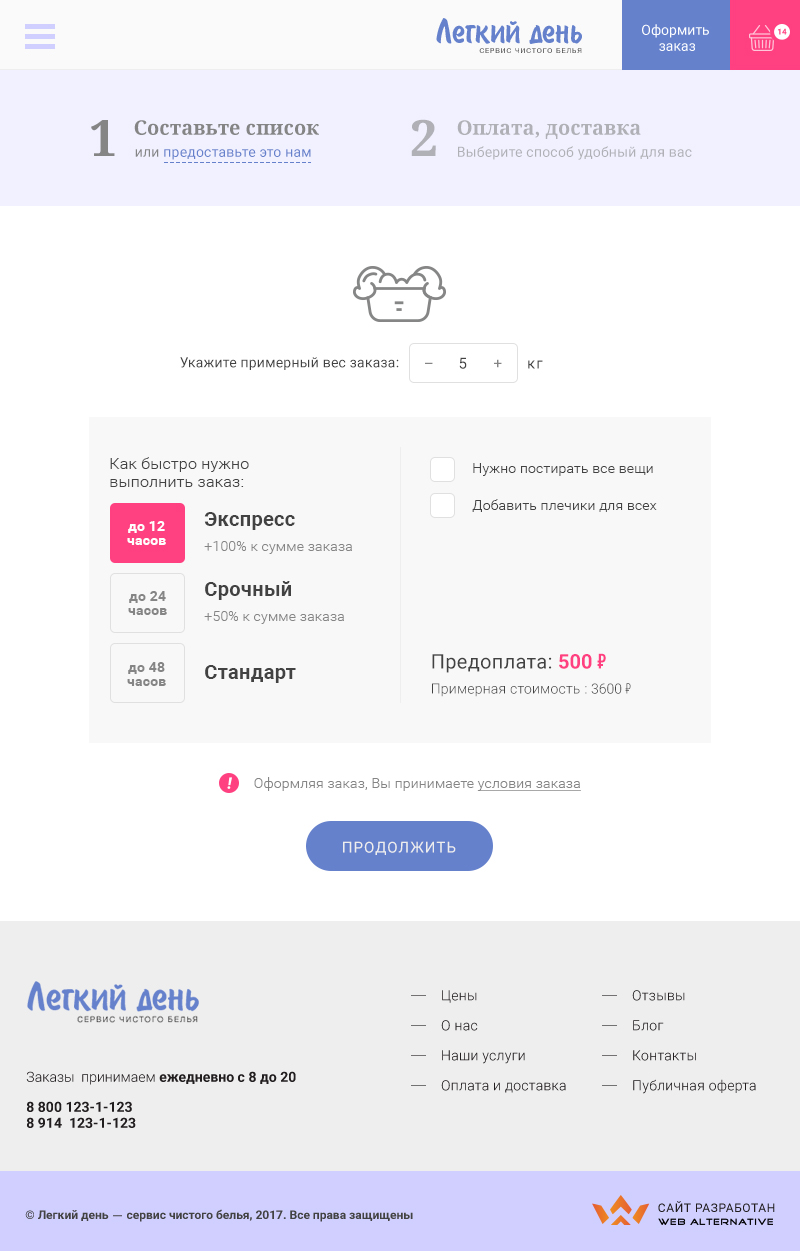 Легкий день
СЕРВИС ЧИСТОГО БЕЛЬЯ
Оформить
заказ
14
1
Составьте список
или предоставьте это нам
2
Оплата, доставка
Выберите способ удобный для вас
Укажите примерный вес заказа:
− 5 + кг
Как быстро нужно
выполнить заказ:
до 12
часов
Экспресс
+100% к сумме заказа
до 24
часов
Срочный
+50% к сумме заказа
до 48
часов
Стандарт
Нужно постирать все вещи
Добавить плечики для всех
Предоплата: 500 ₽
Примерная стоимость : 3600 ₽
! Оформляя заказ, Вы принимаете условия заказа
ПРОДОЛЖИТЬ
Легкий день
СЕРВИС ЧИСТОГО БЕЛЬЯ
Заказы принимаем ежедневно с 8 до 20
8 800 123-1-123
8 914 123-1-123
— Цены
— О нас
— Наши услуги
— Оплата и доставка
— Отзывы
— Блог
— Контакты
— Публичная оферта
© Легкий день — сервис чистого белья, 2017. Все права защищены
САЙТ РАЗРАБОТАН
WEB ALTERNATIVE